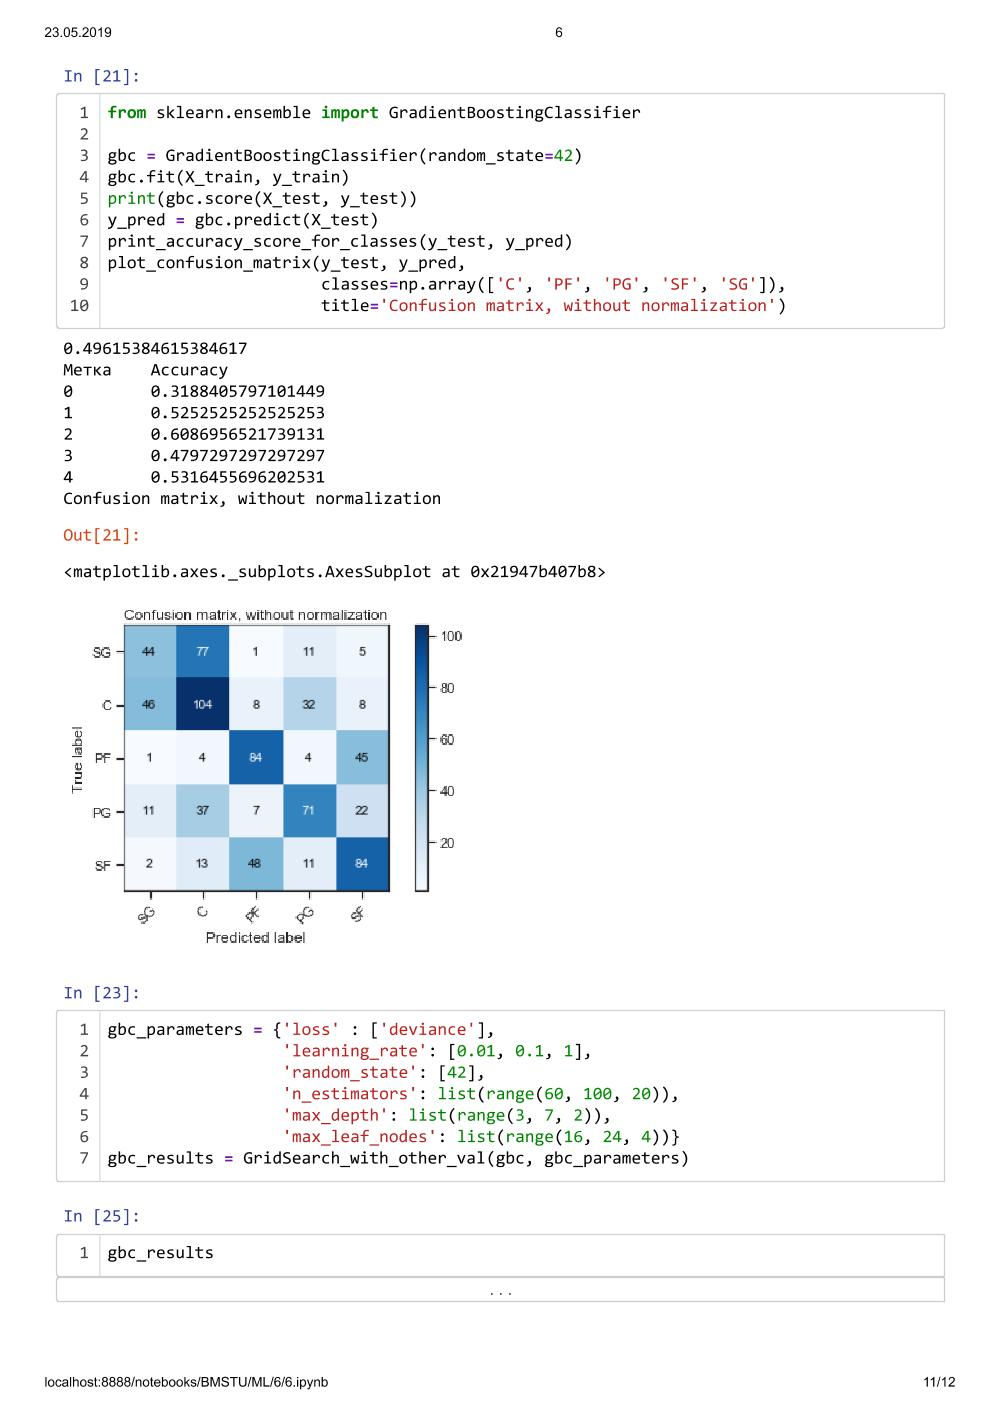 23.05.2019 6
In [21]:
1 from sklearn.ensemble import GradientBoostingClassifier
2
3 gbc = GradientBoostingClassifier(random_state=42)
4 gbc.fit(X_train, y_train)
5 print(gbc.score(X_test, y_test))
6 y_pred = gbc.predict(X_test)
7 print_accuracy_score_for_classes(y_test, y_pred)
8 plot_confusion_matrix(y_test, y_pred,
9 classes=np.array(['C', 'PF', 'PG', 'SF', 'SG']),
10 title='Confusion matrix, without normalization')
0.49615384615384617
Метка Accuracy
0 0.3188405797101449
1 0.5252525252525253
2 0.6086956521739131
3 0.4797297297297297
4 0.5316455696202531
Confusion matrix, without normalization
Out[21]:
<matplotlib.axes._subplots.AxesSubplot at 0x21947b407b8>
Confusion matrix, without normalization
SG 44 77 1 11 5
C 46 104 8 32 8
PF 1 4 84 4 45
PG 11 37 7 71 22
SF 2 13 48 11 84
True label
SG C PF PG SF
Predicted label
100
80
60
40
20
In [23]:
1 gbc_parameters = {'loss' : ['deviance'],
2 'learning_rate': [0.01, 0.1, 1],
3 'random_state': [42],
4 'n_estimators': list(range(60, 100, 20)),
5 'max_depth': list(range(3, 7, 2)),
6 'max_leaf_nodes': list(range(16, 24, 4))}
7 gbc_results = GridSearch_with_other_val(gbc, gbc_parameters)
In [25]:
1 gbc_results
...
localhost:8888/notebooks/BMSTU/ML/6/6.ipynb 11/12